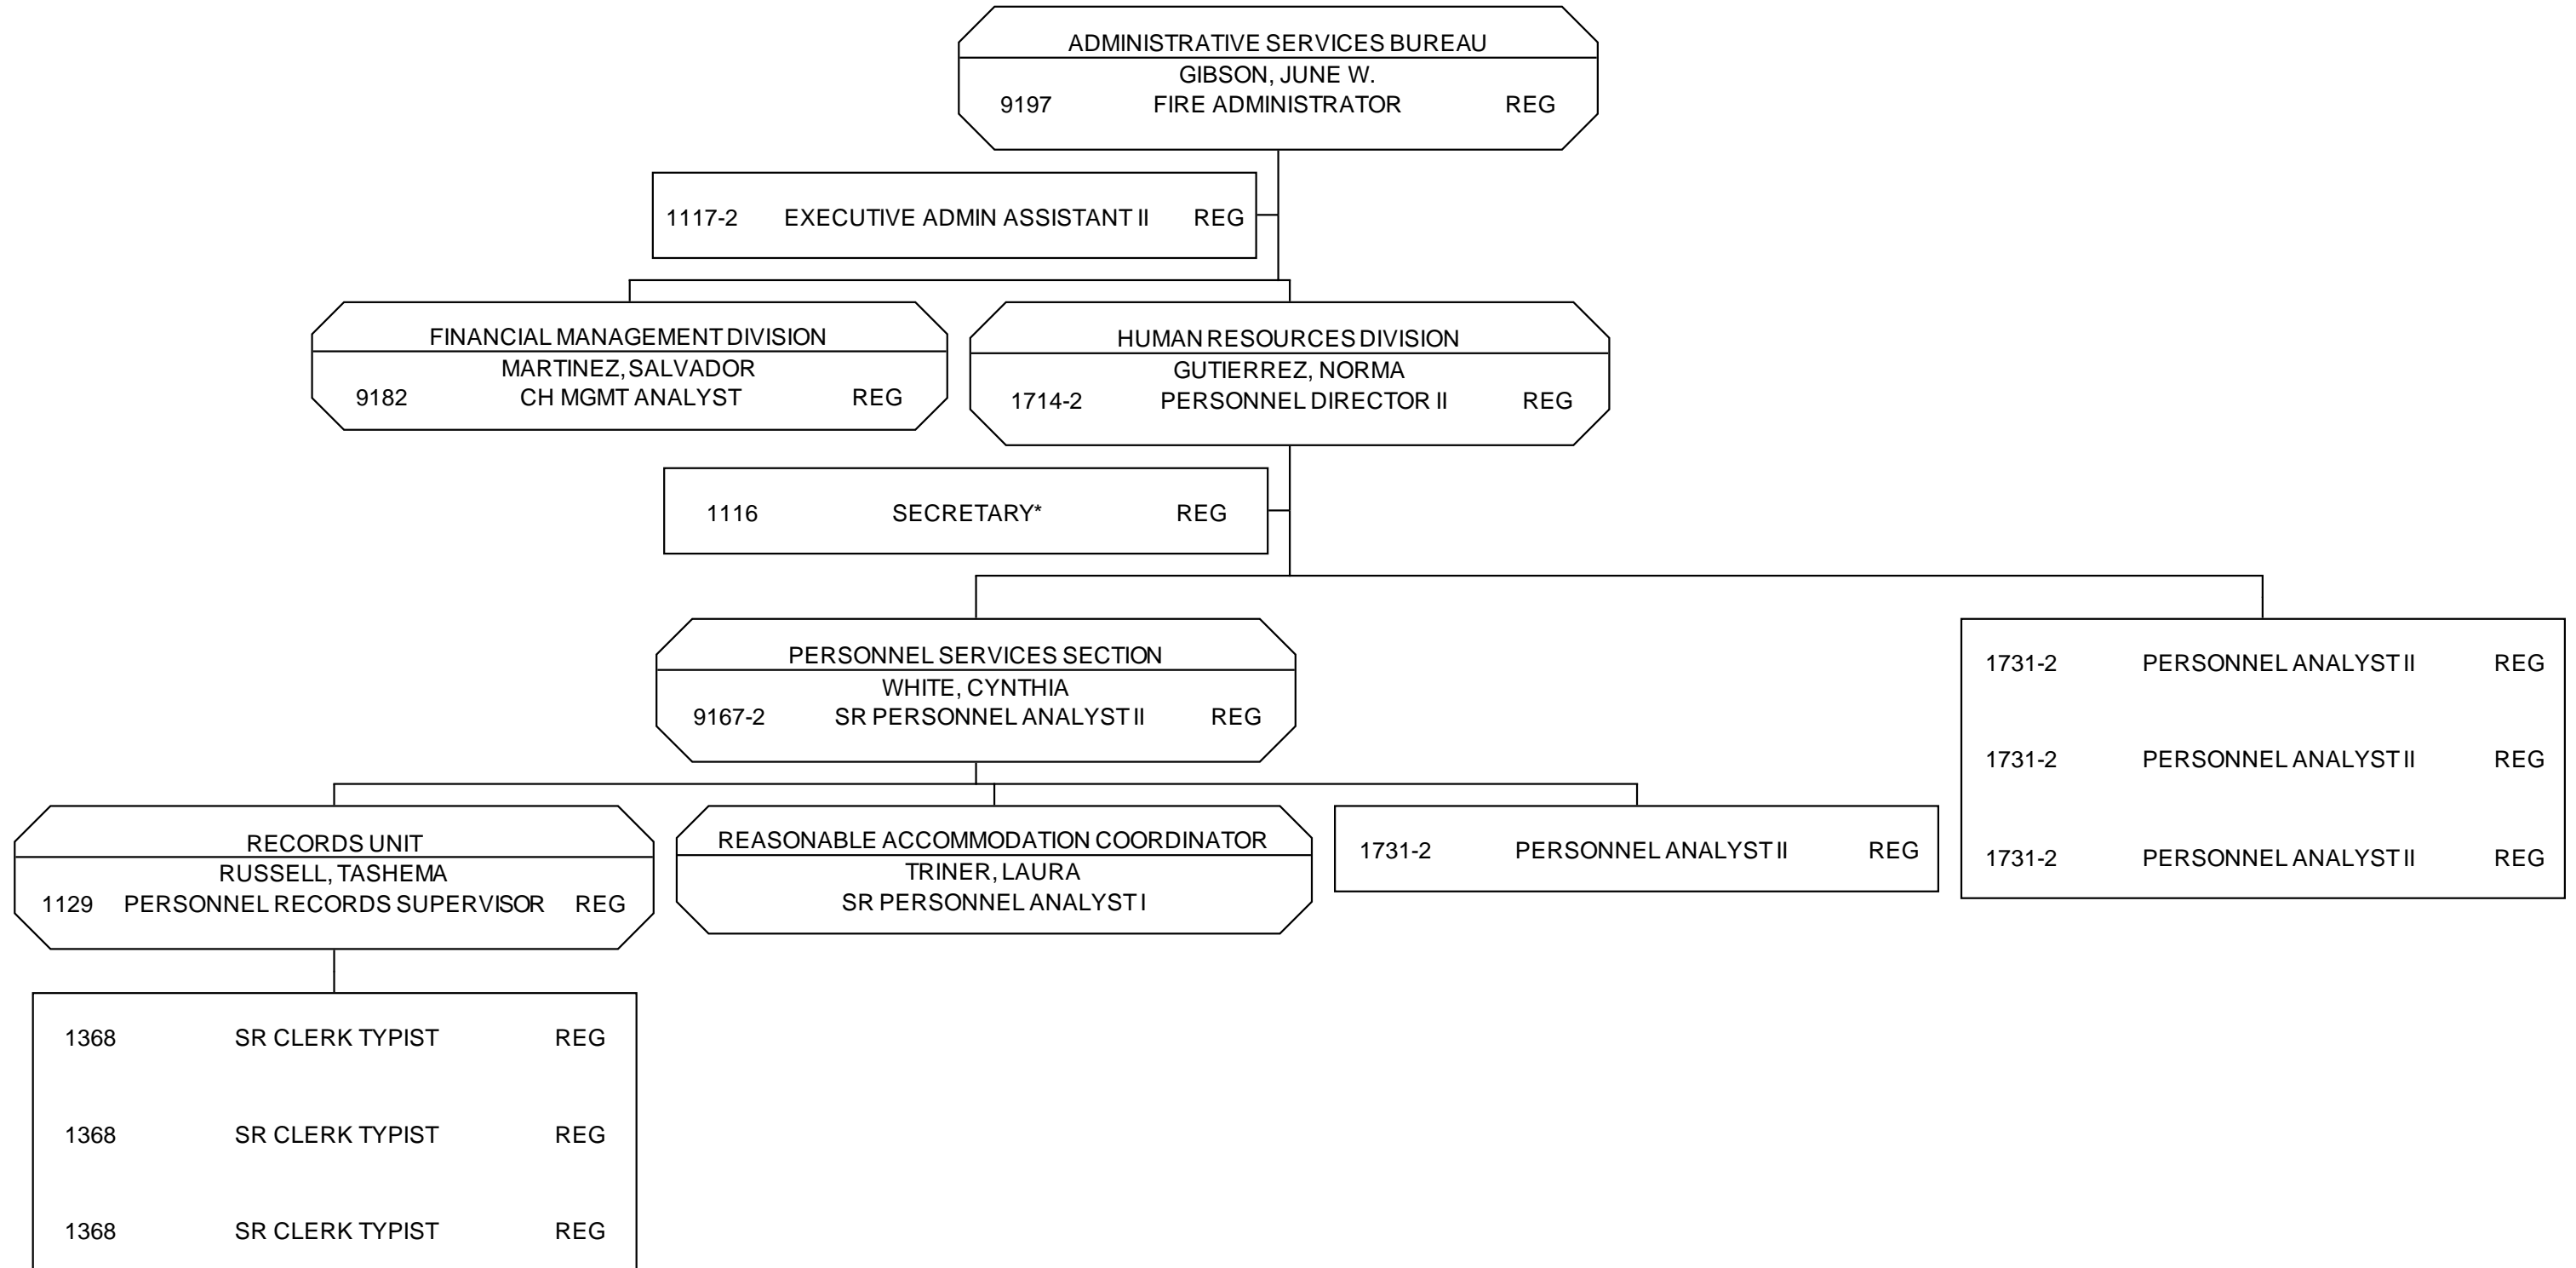 ADMINISTRATIVE SERVICES BUREAU
GIBSON, JUNE W.
9197 FIRE ADMINISTRATOR REG
1117-2 EXECUTIVE ADMIN ASSISTANT II REG
FINANCIAL MANAGEMENT DIVISION
MARTINEZ, SALVADOR
9182 CH MGMT ANALYST REG
HUMAN RESOURCES DIVISION
GUTIERREZ, NORMA
1714-2 PERSONNEL DIRECTOR II REG
1116 SECRETARY* REG
PERSONNEL SERVICES SECTION
WHITE, CYNTHIA
9167-2 SR PERSONNEL ANALYST II REG
1731-2 PERSONNEL ANALYST II REG
1731-2 PERSONNEL ANALYST II REG
1731-2 PERSONNEL ANALYST II REG
RECORDS UNIT
RUSSELL, TASHEMA
1129 PERSONNEL RECORDS SUPERVISOR REG
REASONABLE ACCOMMODATION COORDINATOR
TRINER, LAURA
SR PERSONNEL ANALYST I
1731-2 PERSONNEL ANALYST II REG
1368 SR CLERK TYPIST REG
1368 SR CLERK TYPIST REG
1368 SR CLERK TYPIST REG